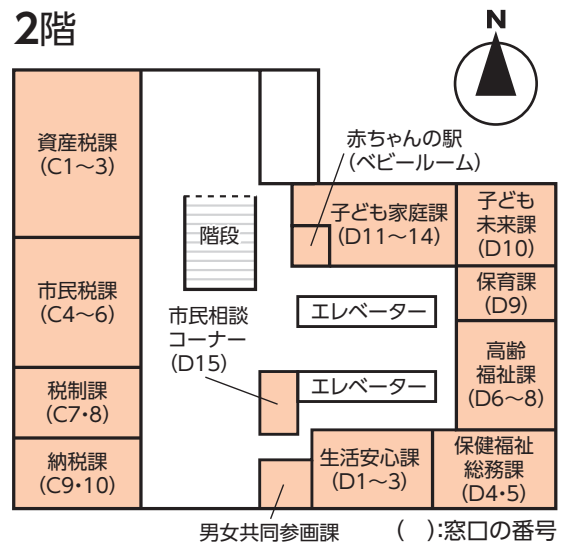 2階
N
資産税課
(C1～3)
市民税課
(C4～6)
税制課
(C7・8)
納税課
(C9・10)
階段
赤ちゃんの駅
(ベビールーム)
子ども家庭課
(D11～14)
子ども
未来課
(D10)
保育課
(D9)
エレベーター
市民相談
コーナー
(D15)
エレベーター
高齢
福祉課
(D6～8)
生活安心課
(D1～3)
保健福祉
総務課
(D4・5)
男女共同参画課
(　):窓口の番号